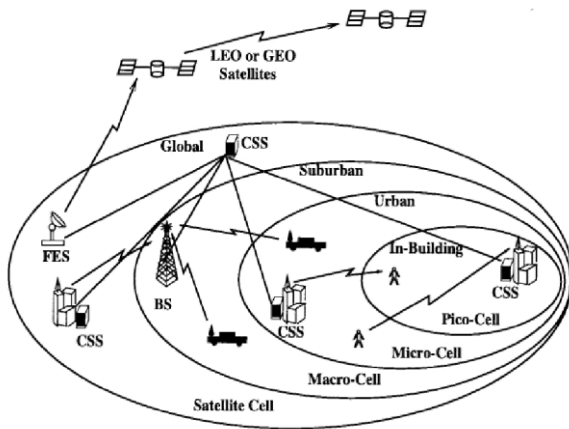 LEO or GEO
Satellites
Global
CSS
Suburban
Urban
In-Building
FES
BS
CSS
CSS
CSS
Pico-Cell
Micro-Cell
Macro-Cell
Satellite Cell